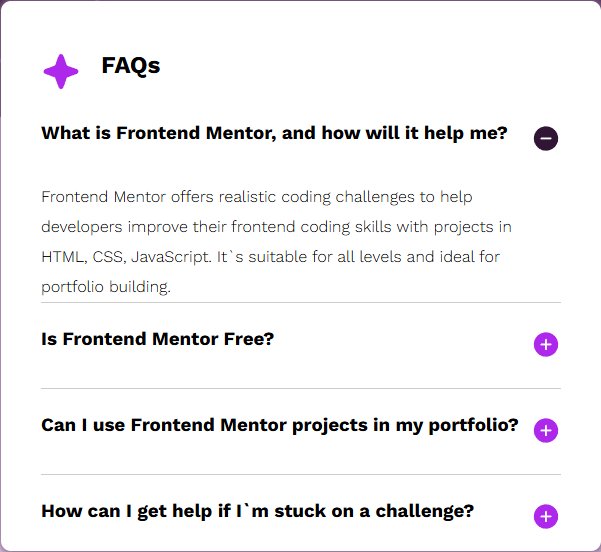 FAQs
What is Frontend Mentor, and how will it help me?
Frontend Mentor offers realistic coding challenges to help
developers improve their frontend coding skills with projects in
HTML, CSS, JavaScript. It`s suitable for all levels and ideal for
portfolio building.
Is Frontend Mentor Free?
Can I use Frontend Mentor projects in my portfolio?
How can I get help if I`m stuck on a challenge?